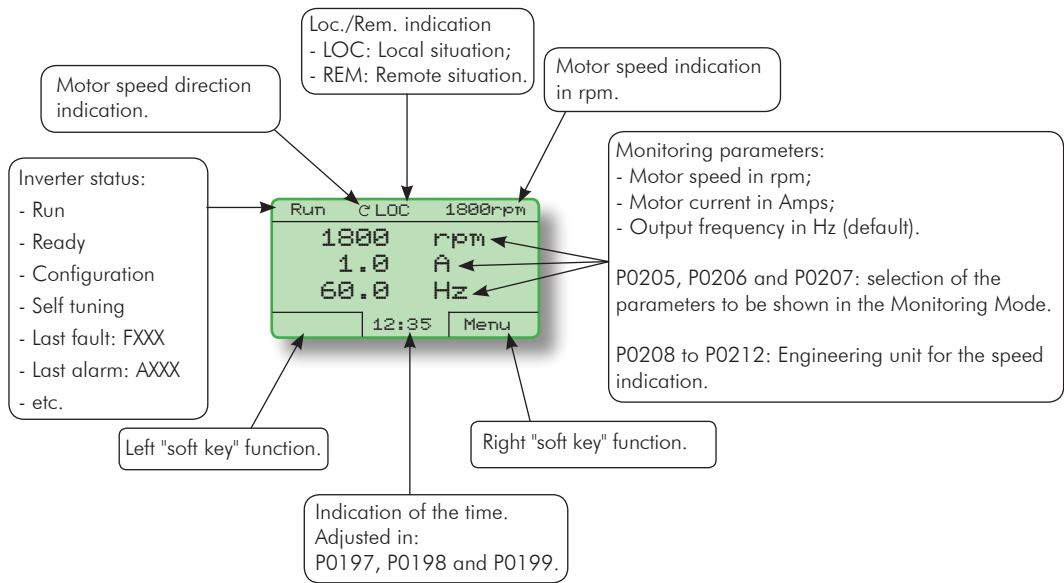 Loc./Rem. indication
- LOC: Local situation;
- REM: Remote situation.
Motor speed direction
indication.
Motor speed indication
in rpm.
Inverter status:
- Run
- Ready
- Configuration
- Self tuning
- Last fault: FXXX
- Last alarm: AXXX
- etc.
Run LOC 1800rpm
1800 rpm
1.0 A
60.0 Hz
12:35 Menu
Monitoring parameters:
- Motor speed in rpm;
- Motor current in Amps;
- Output frequency in Hz (default).
P0205, P0206 and P0207: selection of the
parameters to be shown in the Monitoring Mode.
P0208 to P0212: Engineering unit for the speed
indication.
Left "soft key" function.
Right "soft key" function.
Indication of the time.
Adjusted in:
P0197, P0198 and P0199.